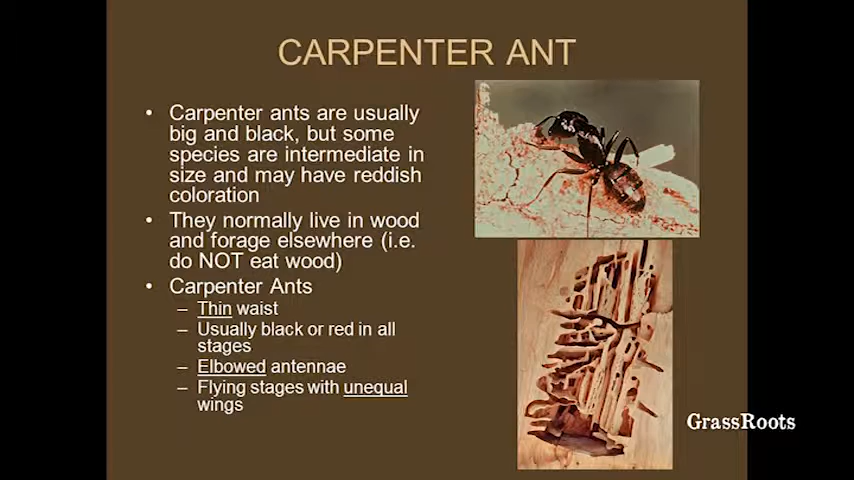 CARPENTER ANT
• Carpenter ants are usually
big and black, but some
species are intermediate in
size and may have reddish
coloration
• They normally live in wood
and forage elsewhere (i.e.
do NOT eat wood)
• Carpenter Ants
– Thin waist
– Usually black or red in all
stages
– Elbowed antennae
– Flying stages with unequal
wings
GrassRoots